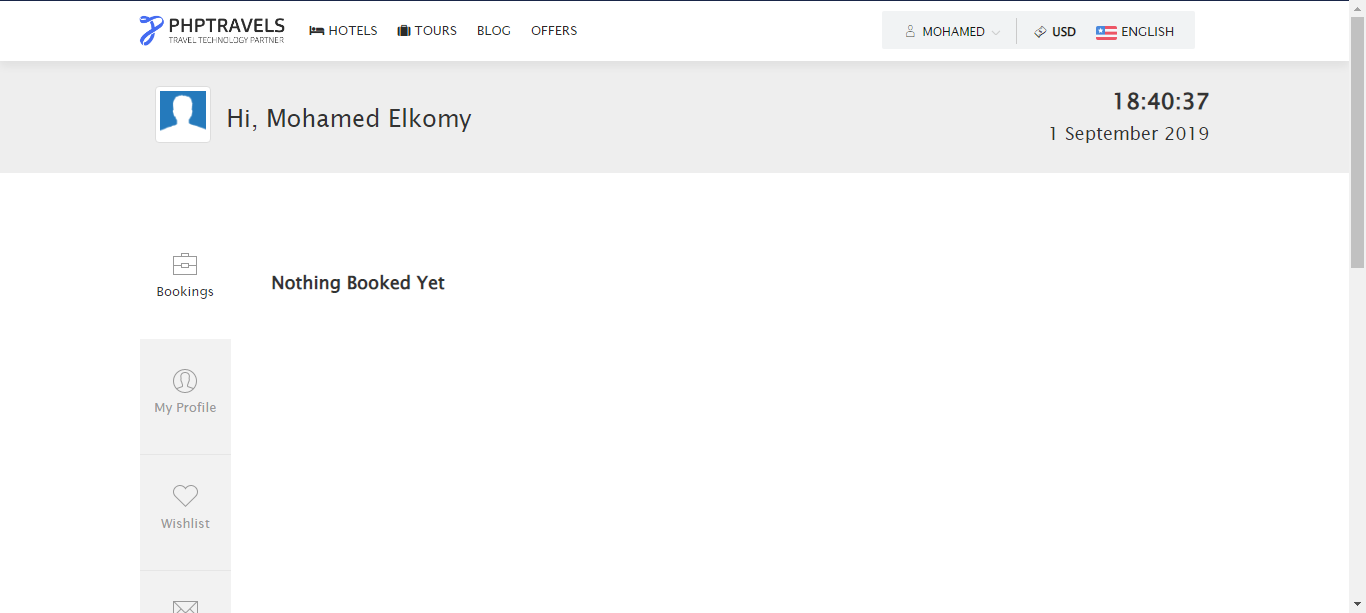 PHPTRAVELS
TRAVEL TECHNOLOGY PARTNER
HOTELS TOURS BLOG OFFERS
MOHAMED USD ENGLISH
Hi, Mohamed Elkomy
18:40:37
1 September 2019
Bookings
Nothing Booked Yet
My Profile
Wishlist